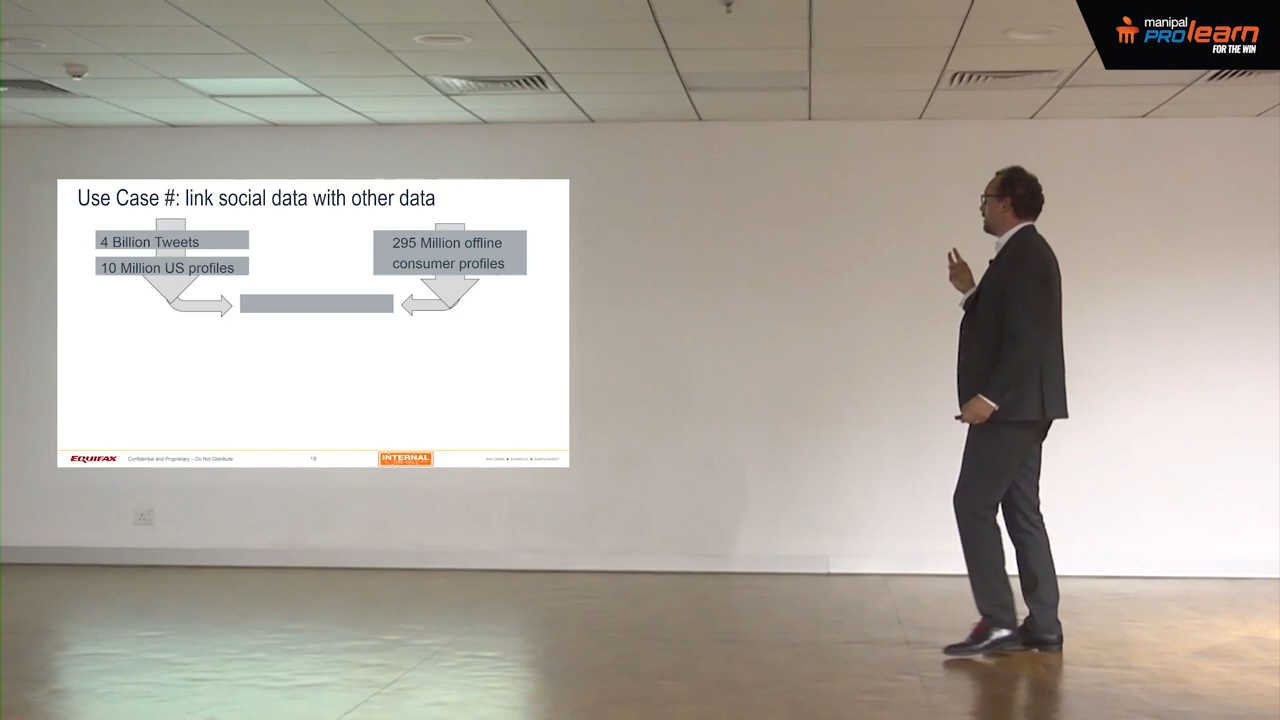 manipal
PROlearn
FOR THE WIN
Use Case #: link social data with other data
4 Billion Tweets
10 Million US profiles
295 Million offline
consumer profiles
EQUIFAX
Confidential and Proprietary – Do Not Distribute
INTERNAL